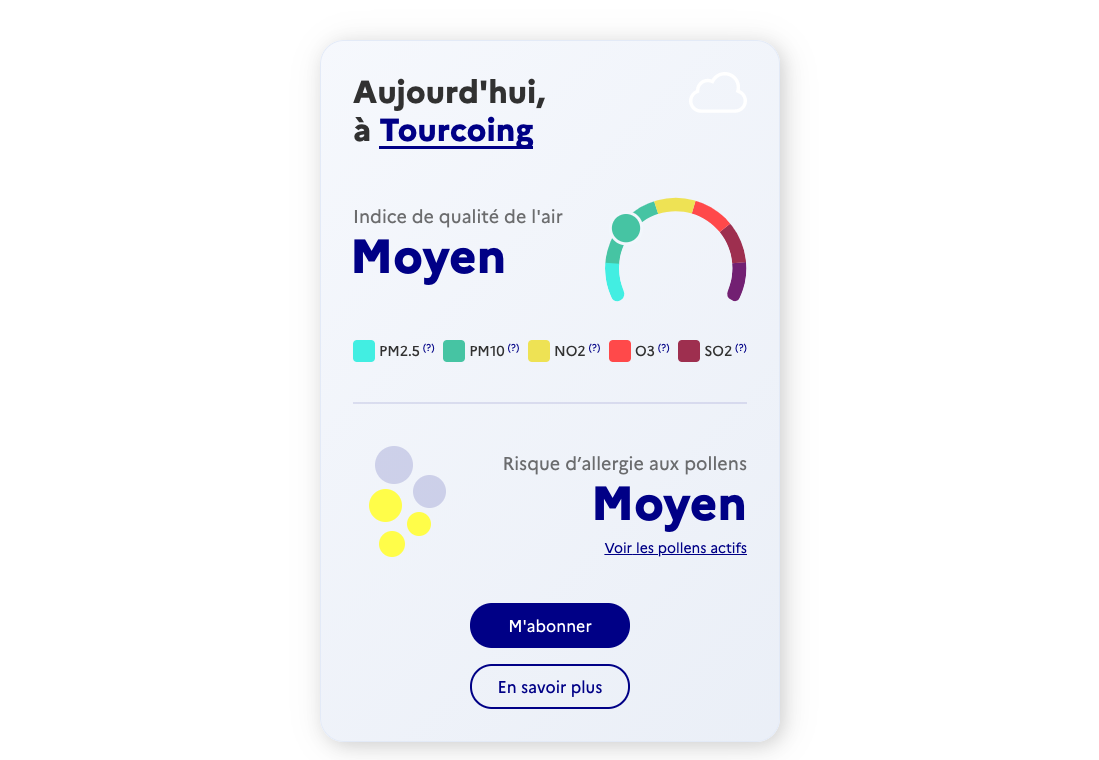 Aujourd'hui,
à Tourcoing
Indice de qualité de l'air
Moyen
PM2.5 (?) PM10 (?) NO2 (?) O3 (?) SO2 (?)
Risque d’allergie aux pollens
Moyen
Voir les pollens actifs
M'abonner
En savoir plus